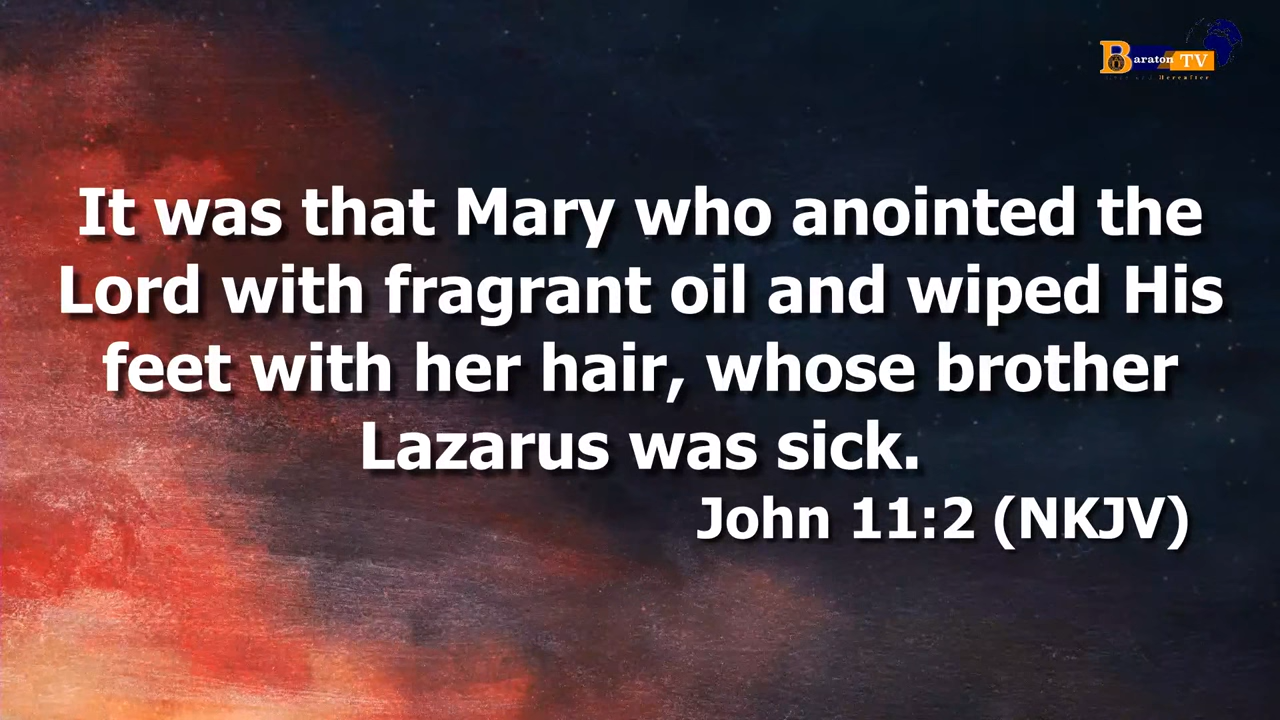 Baraton TV
Hereafter
It was that Mary who anointed the
Lord with fragrant oil and wiped His
feet with her hair, whose brother
Lazarus was sick.
John 11:2 (NKJV)